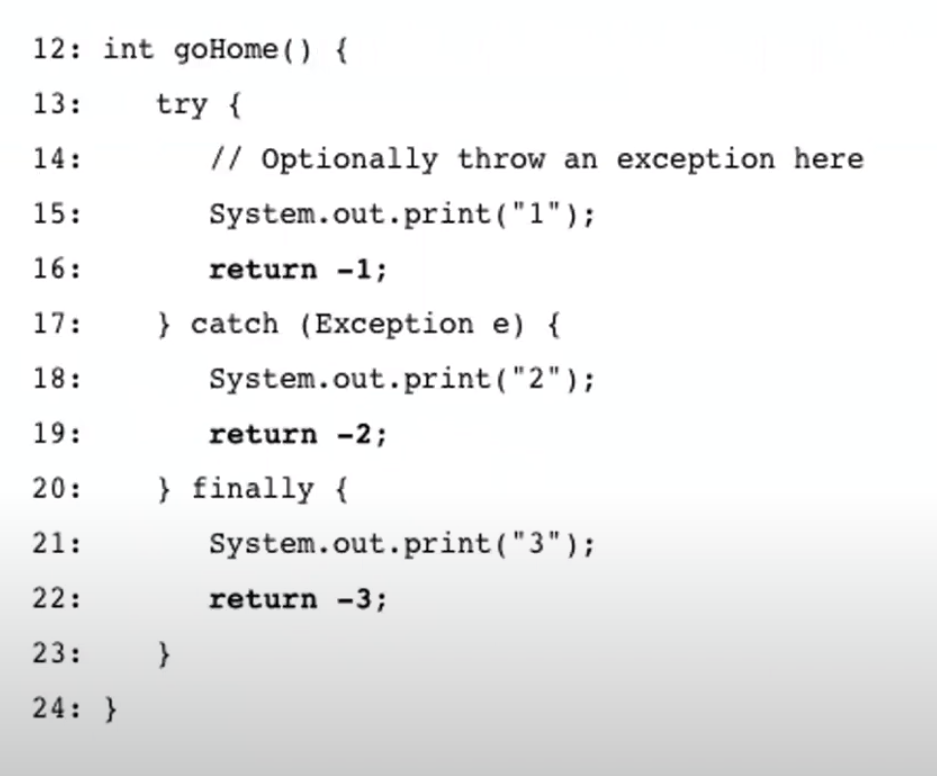 12: int goHome() {
13:    try {
14:       // Optionally throw an exception here
15:       System.out.print("1");
16:       return -1;
17:    } catch (Exception e) {
18:       System.out.print("2");
19:       return -2;
20:    } finally {
21:       System.out.print("3");
22:       return -3;
23:    }
24: }